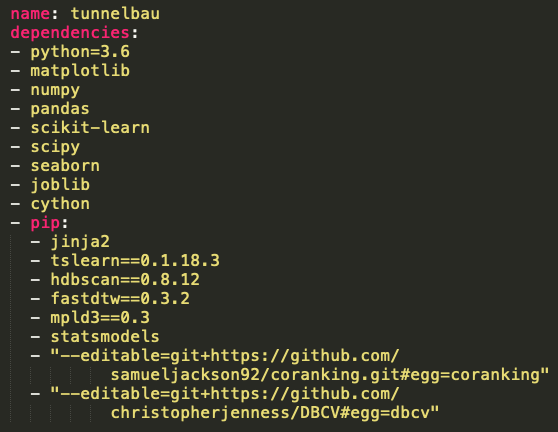 name: tunnelbau
dependencies:
- python=3.6
- matplotlib
- numpy
- pandas
- scikit-learn
- scipy
- seaborn
- joblib
- cython
- pip:
  - jinja2
  - tslearn==0.1.18.3
  - hdbscan==0.8.12
  - fastdtw==0.3.2
  - mpld3==0.3
  - statsmodels
  - "--editable=git+https://github.com/
          samueljackson92/coranking.git#egg=coranking"
  - "--editable=git+https://github.com/
          christopherjenness/DBCV#egg=dbcv"